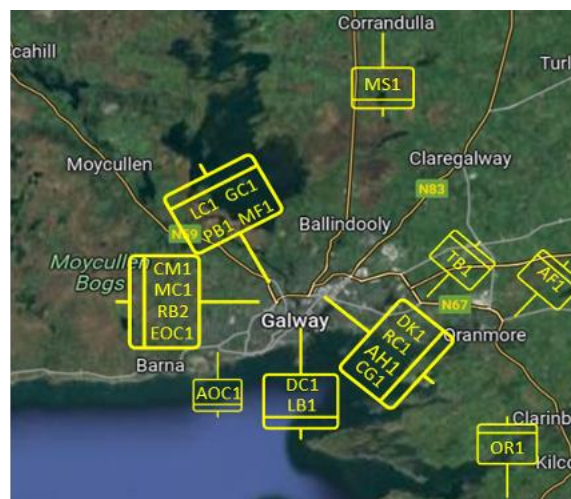 Corrandulla
cahill
Turl
MS1
Moycullen
Claregalway
N83
LC1 GC1
PB1 MF1
Ballindooly
N59
Moycullen
Bogs
CM1
MC1
RB2
EOC1
TB1
AF1
N67
Galway
Oranmore
DK1
RC1
AH1
CG1
Barna
AOC1
DC1
LB1
Clarinb
OR1
Kilco